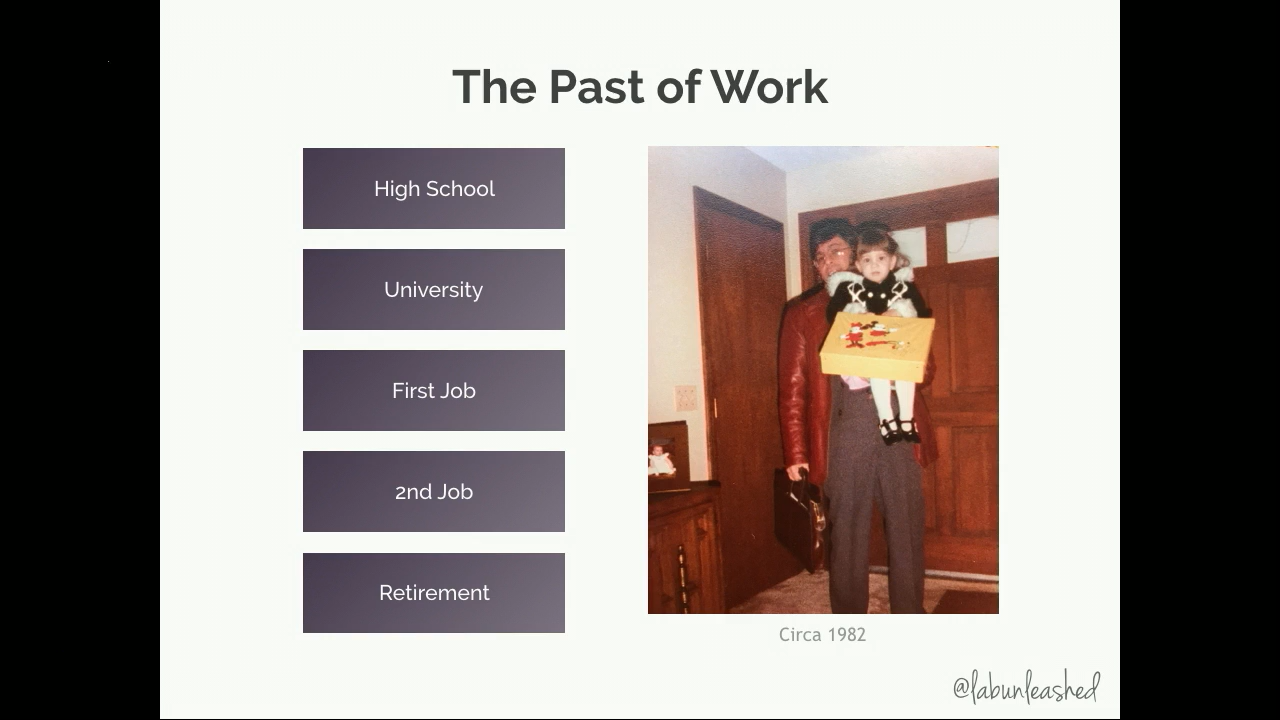 The Past of Work
High School
University
First Job
2nd Job
Retirement
Circa 1982
@labunleashed